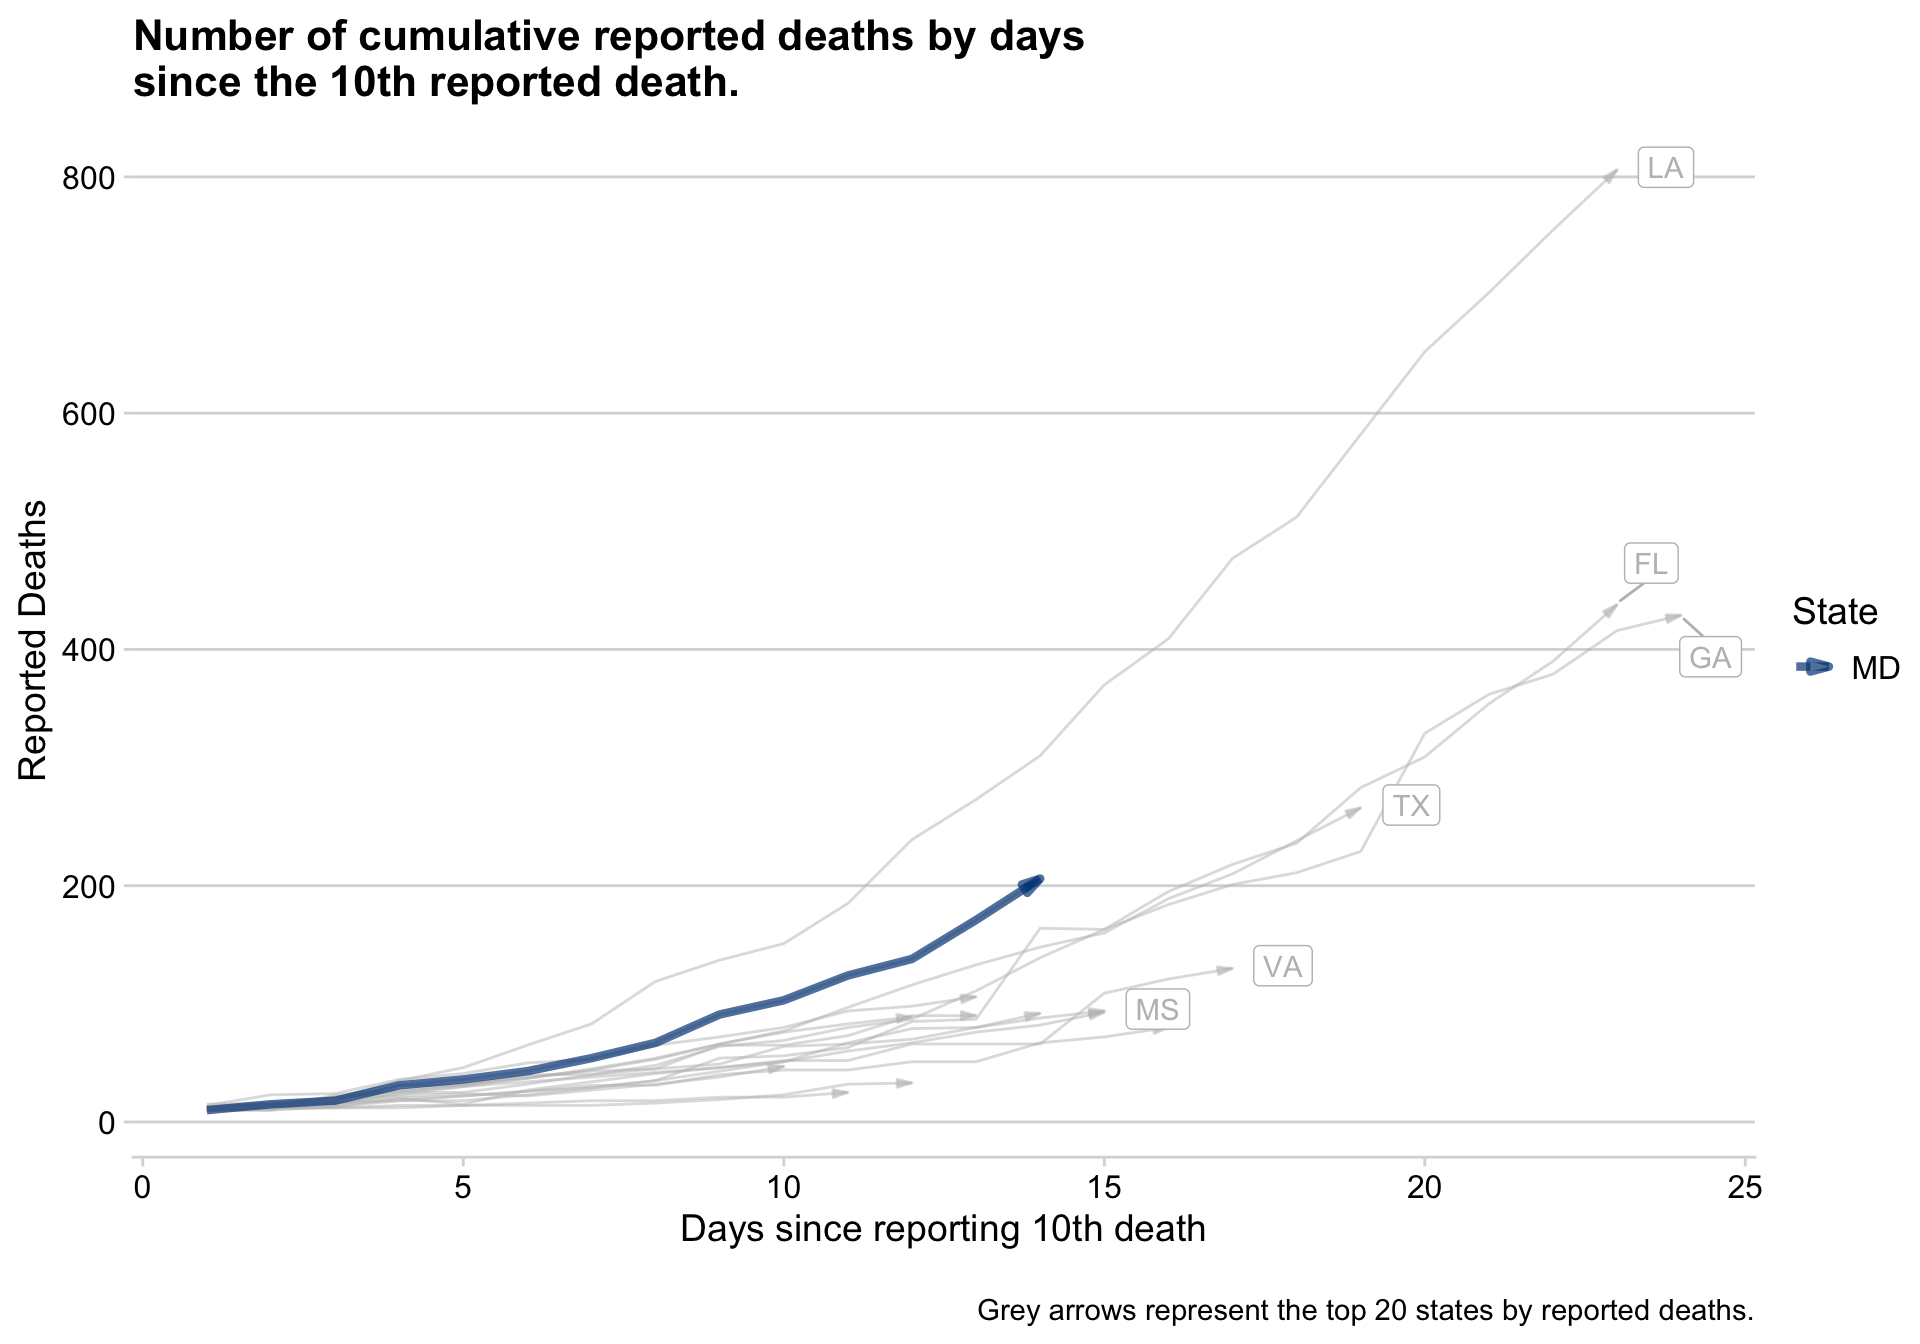 Number of cumulative reported deaths by days
since the 10th reported death.
LA
800
600
FL
Reported Deaths
State
400
GA
MD
TX
200
VA
MS
0
0 5 10 15 20 25
Days since reporting 10th death
Grey arrows represent the top 20 states by reported deaths.